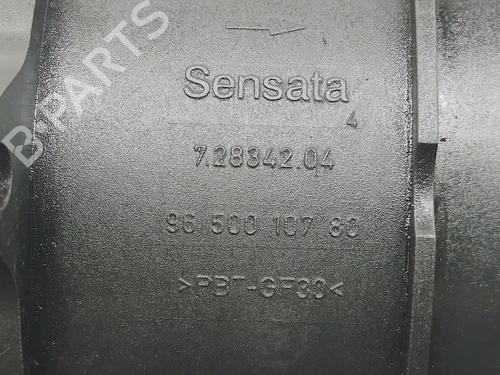 Sensata
4
7.28342.04
96 500 107 80
>PBT-GF30<
B-PARTS